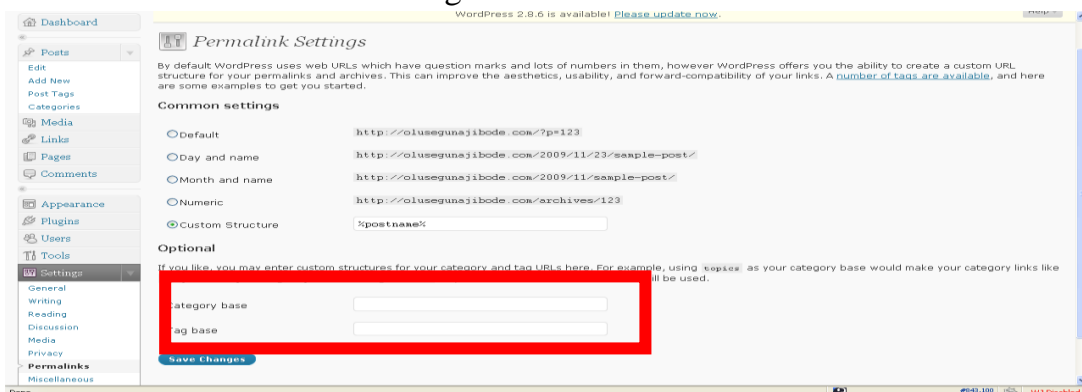 WordPress 2.8.6 is available! Please update now.
Dashboard
Posts
Edit
Add New
Post Tags
Categories
Media
Links
Pages
Comments
Appearance
Plugins
Users
Tools
Settings
General
Writing
Reading
Discussion
Media
Privacy
Permalinks
Miscellaneous
Permalink Settings
By default WordPress uses web URLs which have question marks and lots of numbers in them, however WordPress offers you the ability to create a custom URL
structure for your permalinks and archives. This can improve the aesthetics, usability, and forward-compatibility of your links. A number of tags are available, and here
are some examples to get you started.
Common settings
Default http://olusegunajibode.com/?p=123
Day and name http://olusegunajibode.com/2009/11/23/sample-post/
Month and name http://olusegunajibode.com/2009/11/sample-post/
Numeric http://olusegunajibode.com/archives/123
Custom Structure %postname%
Optional
If you like, you may enter custom structures for your category and tag URLs here. For example, using topics as your category base would make your category links like
ll be used.
ategory base
ag base
Save Changes